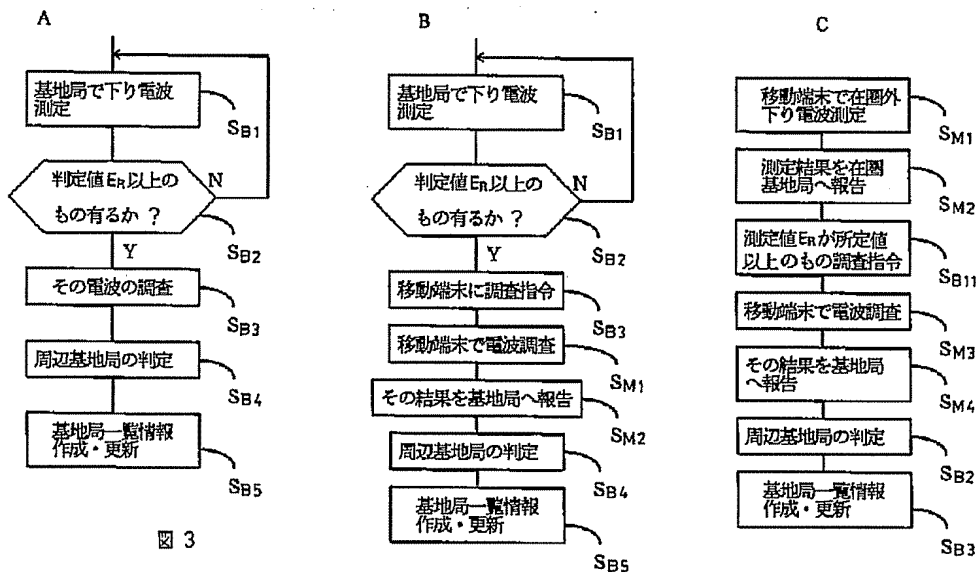 A
基地局で下り電波
測定
SB1
判定値ER以上の
もの有るか？
N
SB2
Y
その電波の調査
SB3
周辺基地局の判定
SB4
基地局一覧情報
作成・更新
SB5
図 3
B
基地局で下り電波
測定
SB1
判定値ER以上の
もの有るか？
N
SB2
Y
移動端末に調査指令
SB3
移動端末で電波調査
SM1
その結果を基地局へ報告
SM2
周辺基地局の判定
SB4
基地局一覧情報
作成・更新
SB5
C
移動端末で在圏外
下り電波測定
SM1
測定結果を在圏
基地局へ報告
SM2
測定値ERが所定値
以上のもの調査指令
SB11
移動端末で電波調査
SM3
その結果を基地局
へ報告
SM4
周辺基地局の判定
SB2
基地局一覧情報
作成・更新
SB3